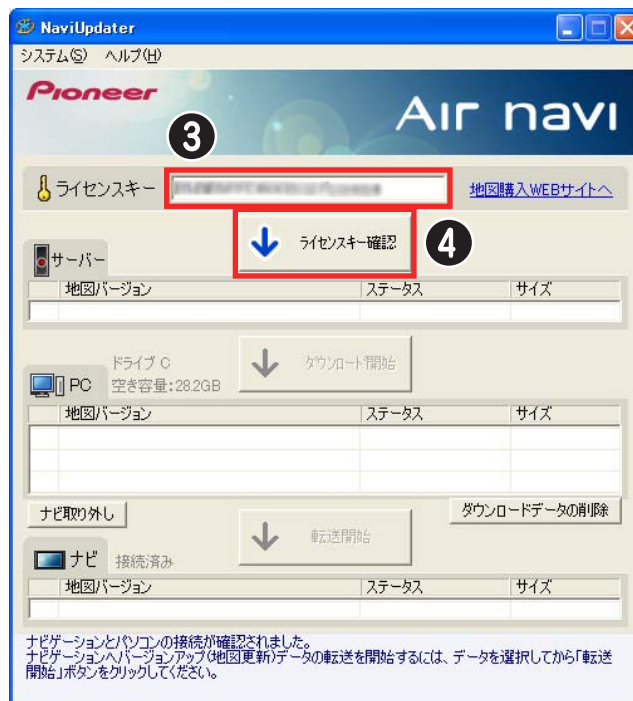 NaviUpdater
システム(S) ヘルプ(H)
Pioneer
AIr navi
❸
ライセンスキー
地図購入WEBサイトへ
ライセンスキー確認
❹
サーバー
地図バージョン ステータス サイズ
ドライブ C
空き容量:28.2GB
ダウンロード開始
PC
地図バージョン ステータス サイズ
ナビ取り外し
ダウンロードデータの削除
転送開始
ナビ 接続済み
地図バージョン ステータス サイズ
ナビゲーションとパソコンの接続が確認されました。
ナビゲーションへバージョンアップ(地図更新)データの転送を開始するには、データを選択してから「転送
開始」ボタンをクリックしてください。